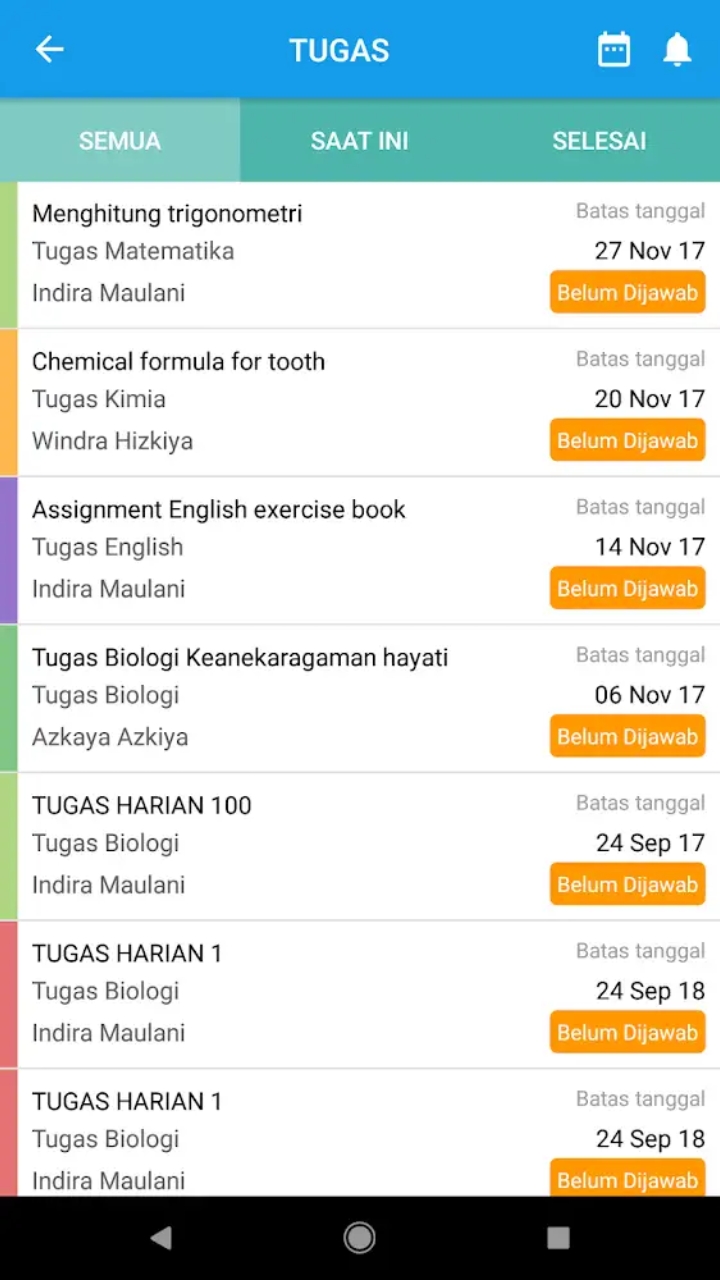 TUGAS
SEMUA SAAT INI SELESAI
Menghitung trigonometri Batas tanggal
Tugas Matematika 27 Nov 17
Indira Maulani Belum Dijawab
Chemical formula for tooth Batas tanggal
Tugas Kimia 20 Nov 17
Windra Hizkiya Belum Dijawab
Assignment English exercise book Batas tanggal
Tugas English 14 Nov 17
Indira Maulani Belum Dijawab
Tugas Biologi Keanekaragaman hayati Batas tanggal
Tugas Biologi 06 Nov 17
Azkaya Azkiya Belum Dijawab
TUGAS HARIAN 100 Batas tanggal
Tugas Biologi 24 Sep 17
Indira Maulani Belum Dijawab
TUGAS HARIAN 1 Batas tanggal
Tugas Biologi 24 Sep 18
Indira Maulani Belum Dijawab
TUGAS HARIAN 1 Batas tanggal
Tugas Biologi 24 Sep 18
Indira Maulani Belum Dijawab